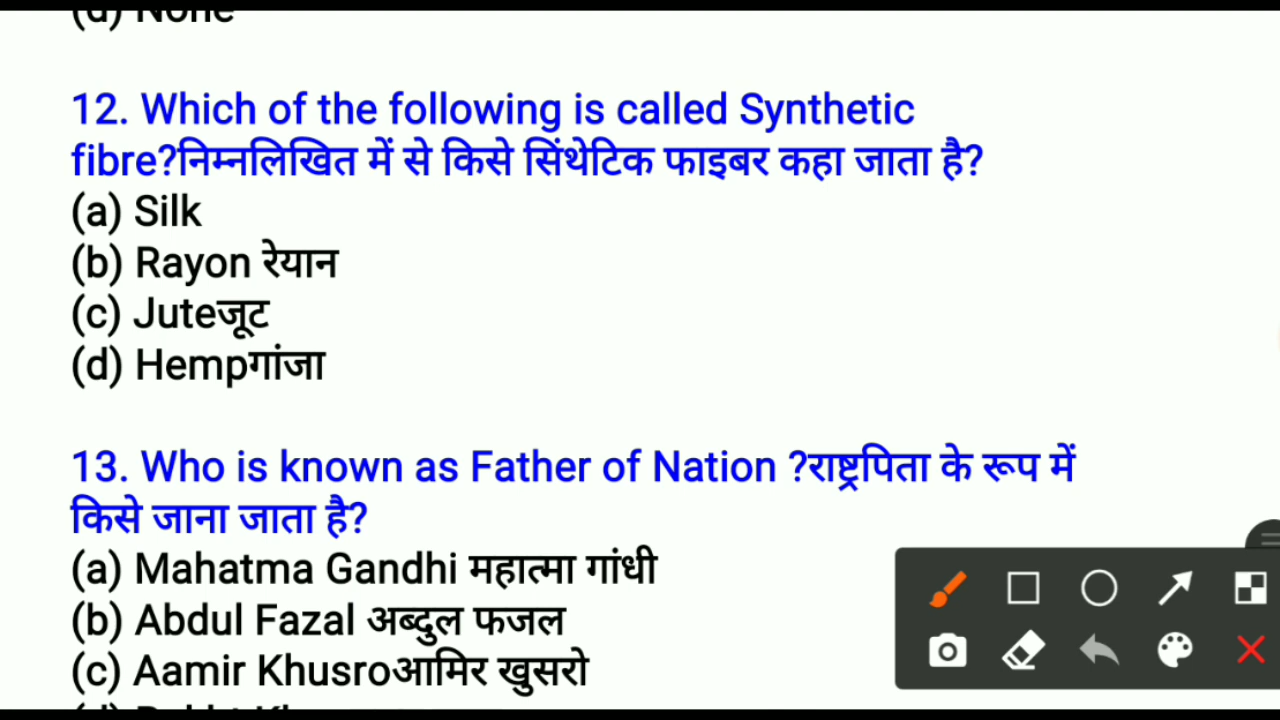 (d) None
12. Which of the following is called Synthetic
fibre?निम्नलिखित में से किसे सिंथेटिक फाइबर कहा जाता है?
(a) Silk
(b) Rayon रेयान
(c) Juteजूट
(d) Hempगांजा
13. Who is known as Father of Nation ?राष्ट्रपिता के रूप में
किसे जाना जाता है?
(a) Mahatma Gandhi महात्मा गांधी
(b) Abdul Fazal अब्दुल फजल
(c) Aamir Khusroआमिर खुसरो